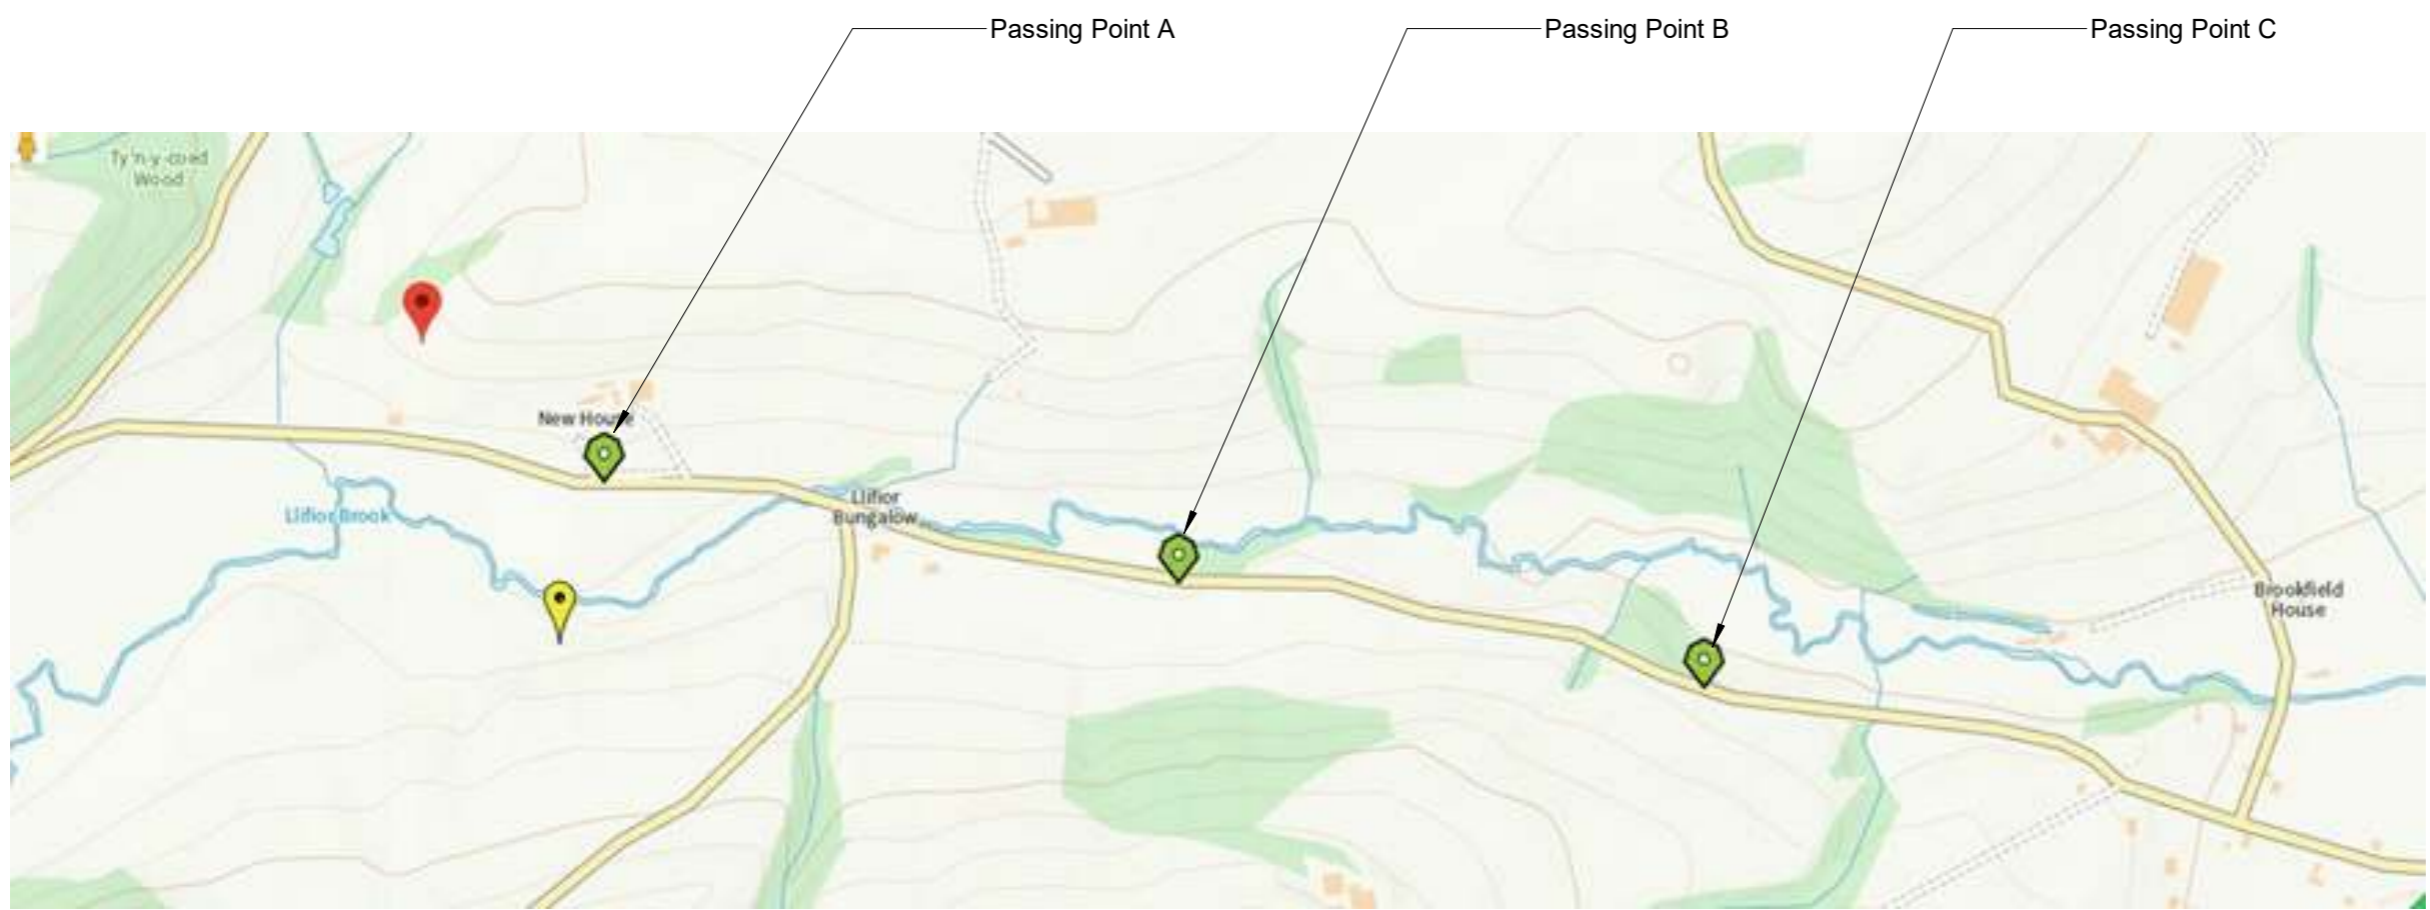 Passing Point A
Passing Point B
Passing Point C
Ty'n-y-coed
Wood
New House
Llifior Brook
Llifior
Bungalow
Brookfield
House